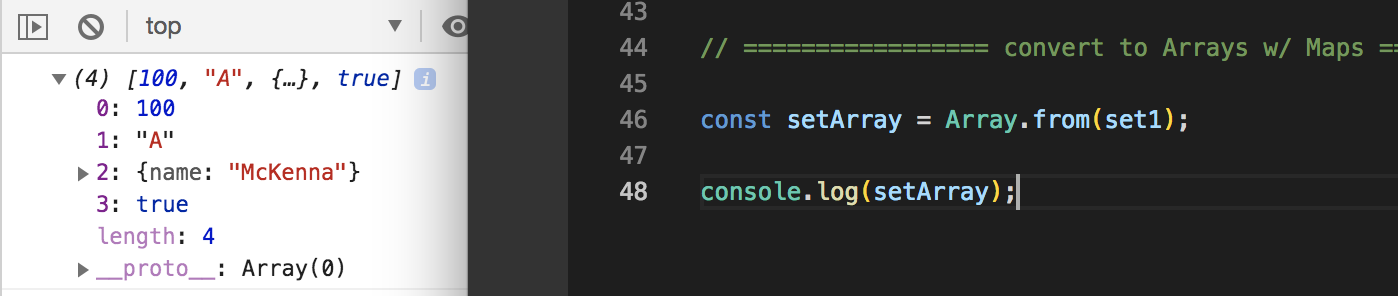 top
(4) [100, "A", {…}, true] i
0: 100
1: "A"
2: {name: "McKenna"}
3: true
length: 4
__proto__: Array(0)
43
44 // ================= convert to Arrays w/ Maps ==
45
46 const setArray = Array.from(set1);
47
48 console.log(setArray);